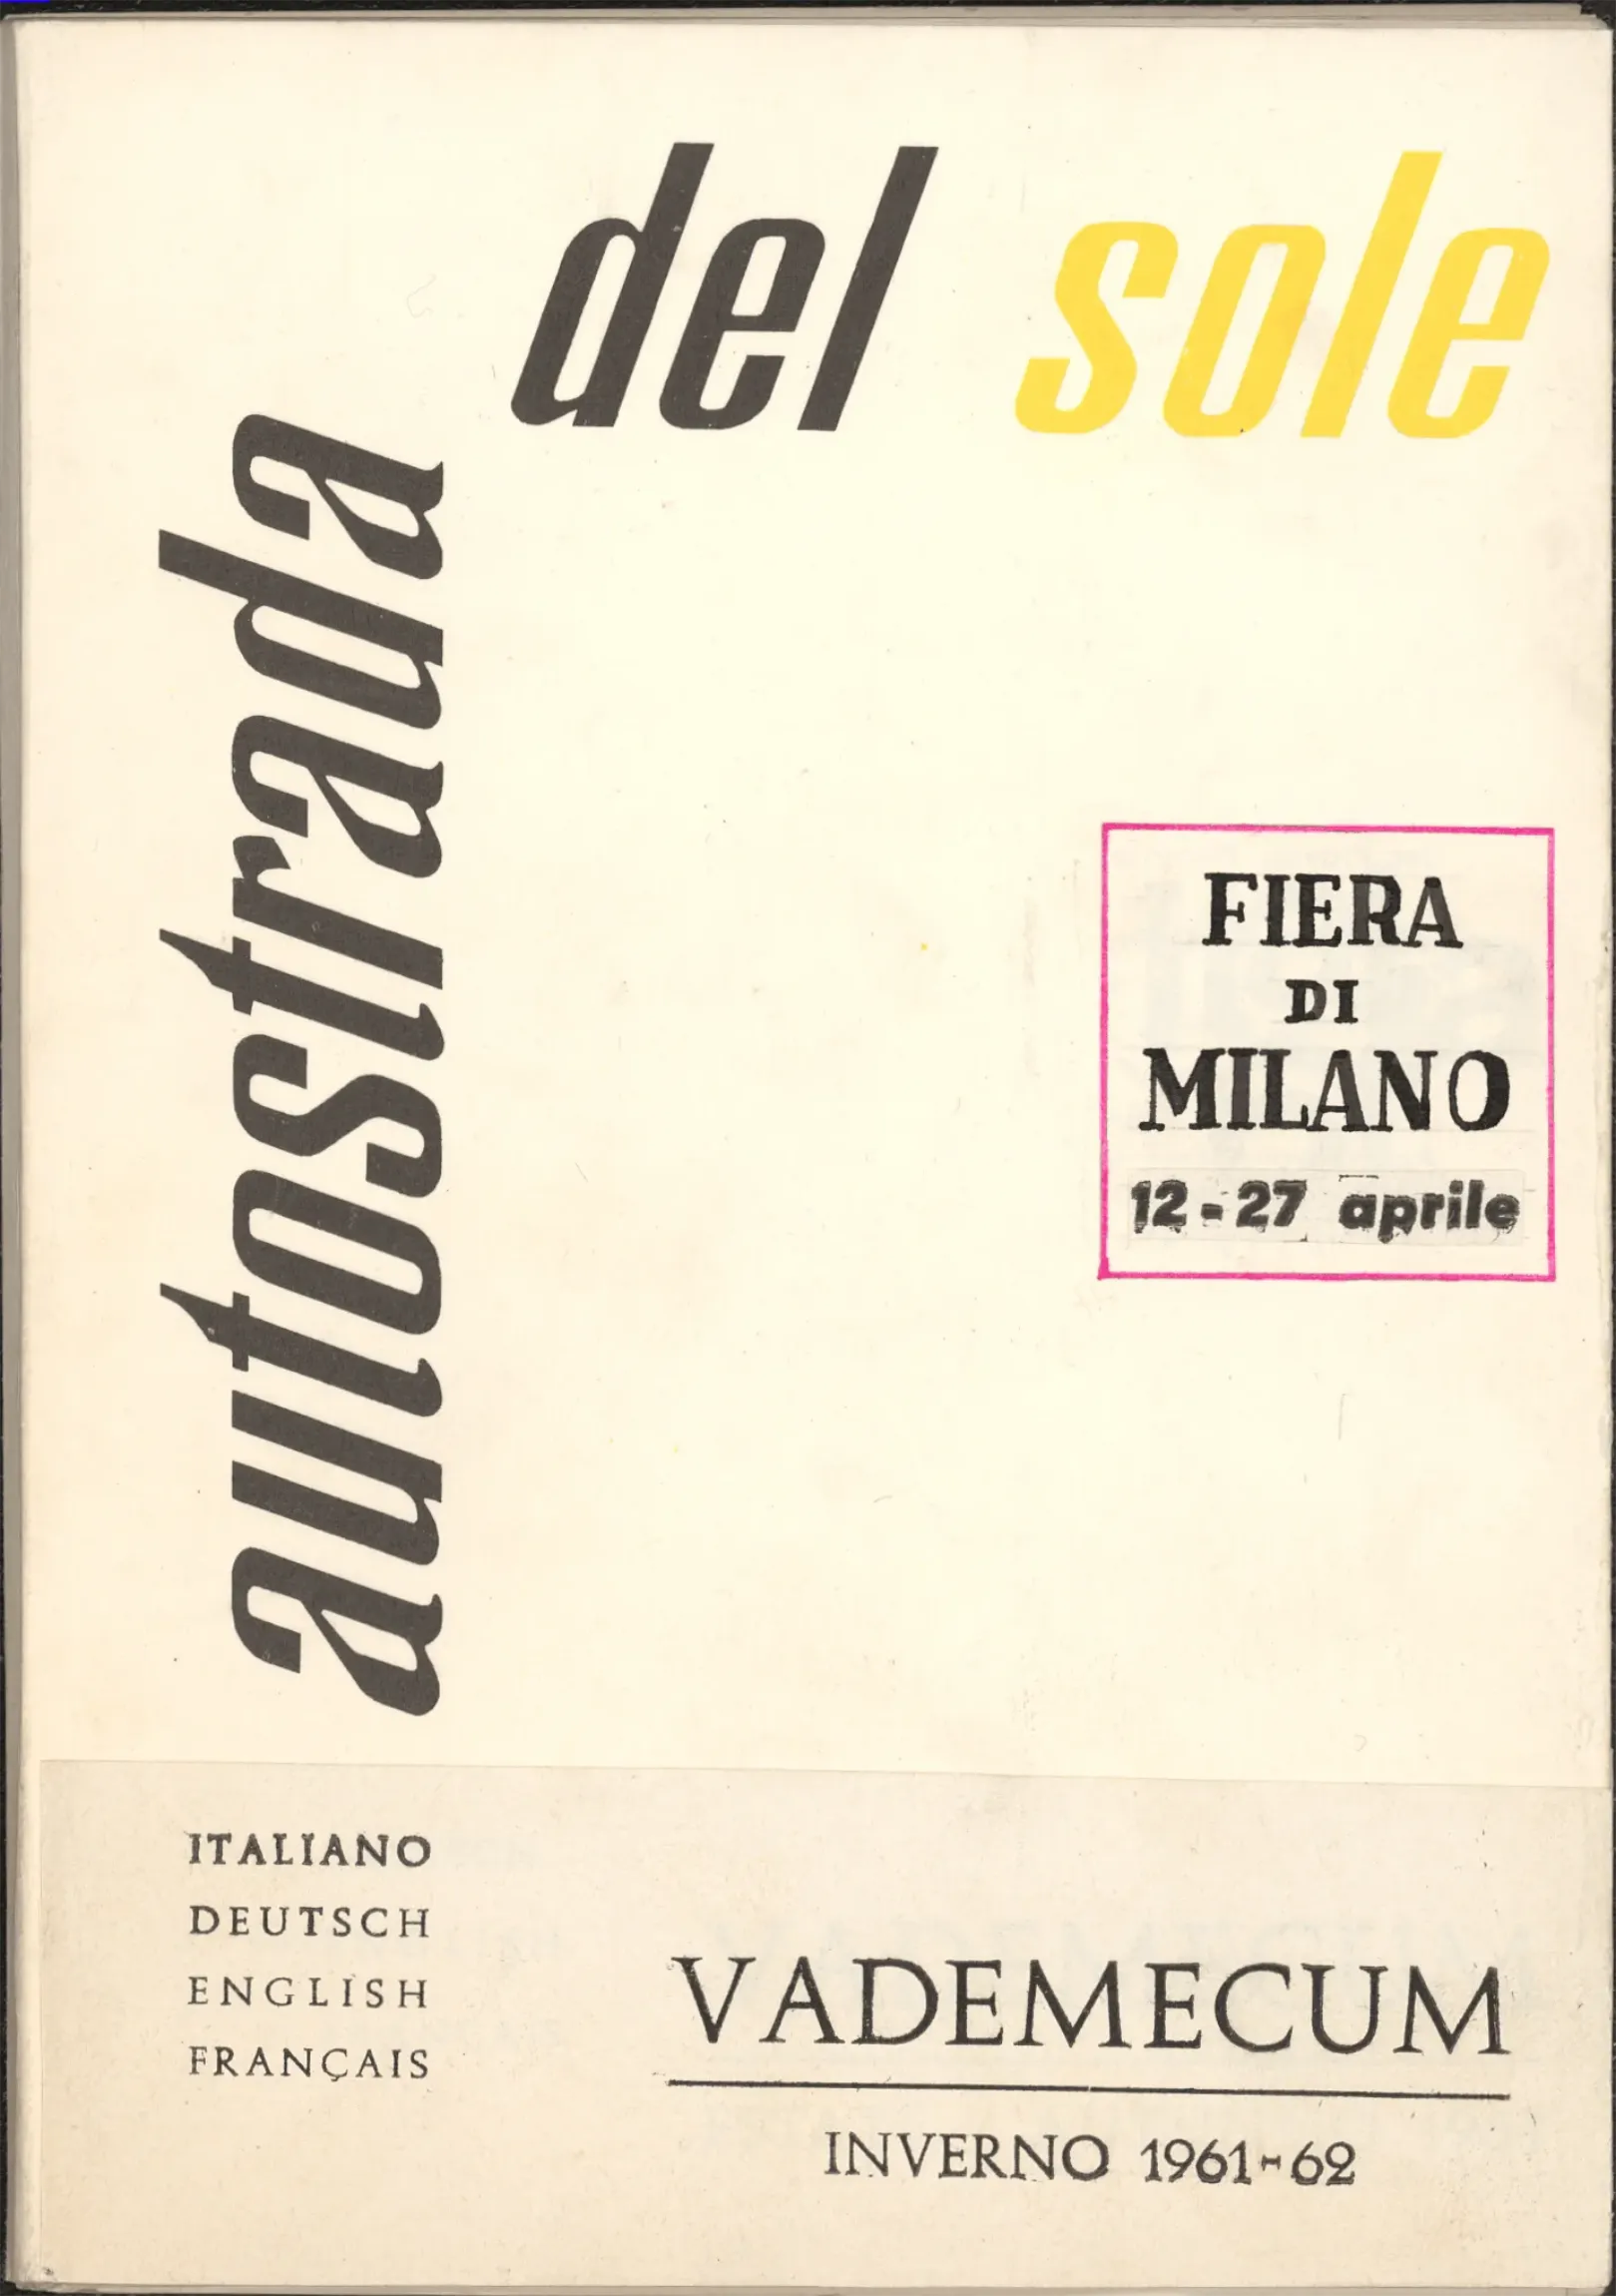 autostrada
del sole
FIERA
DI
MILANO
12-27 aprile
ITALIANO
DEUTSCH
ENGLISH
FRANÇAIS
VADEMECUM
INVERNO 1961-62